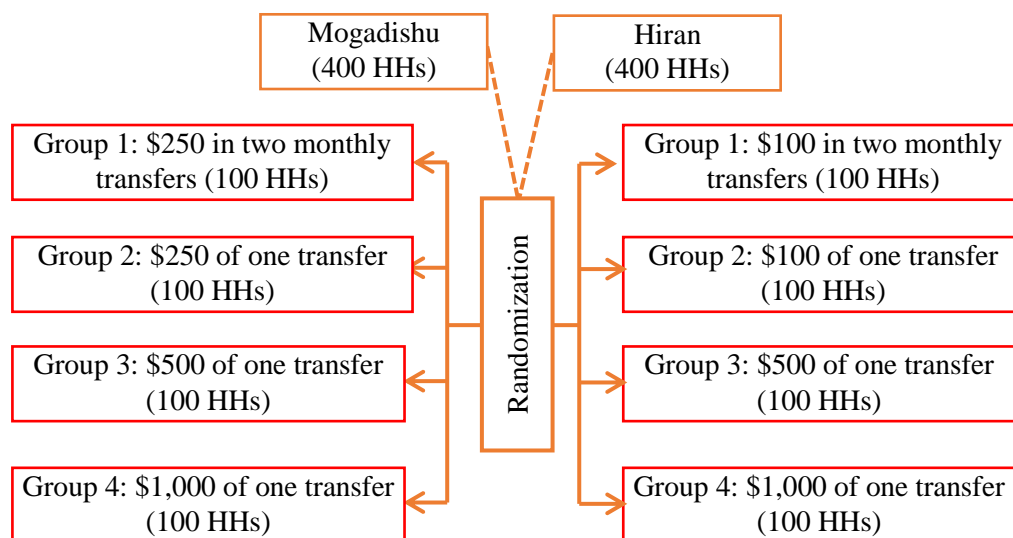 Mogadishu
(400 HHs)
Hiran
(400 HHs)
Group 1: $250 in two monthly
transfers (100 HHs)
Group 2: $250 of one transfer
(100 HHs)
Group 3: $500 of one transfer
(100 HHs)
Group 4: $1,000 of one transfer
(100 HHs)
Randomization
Group 1: $100 in two monthly
transfers (100 HHs)
Group 2: $100 of one transfer
(100 HHs)
Group 3: $500 of one transfer
(100 HHs)
Group 4: $1,000 of one transfer
(100 HHs)